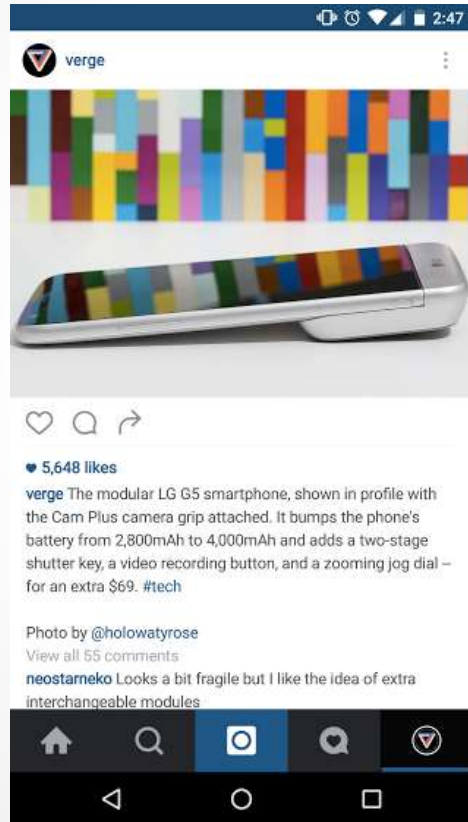 2:47
verge
5,648 likes
verge The modular LG G5 smartphone, shown in profile with
the Cam Plus camera grip attached. It bumps the phone's
battery from 2,800mAh to 4,000mAh and adds a two-stage
shutter key, a video recording button, and a zooming jog dial –
for an extra $69. #tech
Photo by @holowatyrose
View all 55 comments
neostarneko Looks a bit fragile but I like the idea of extra
interchangeable modules